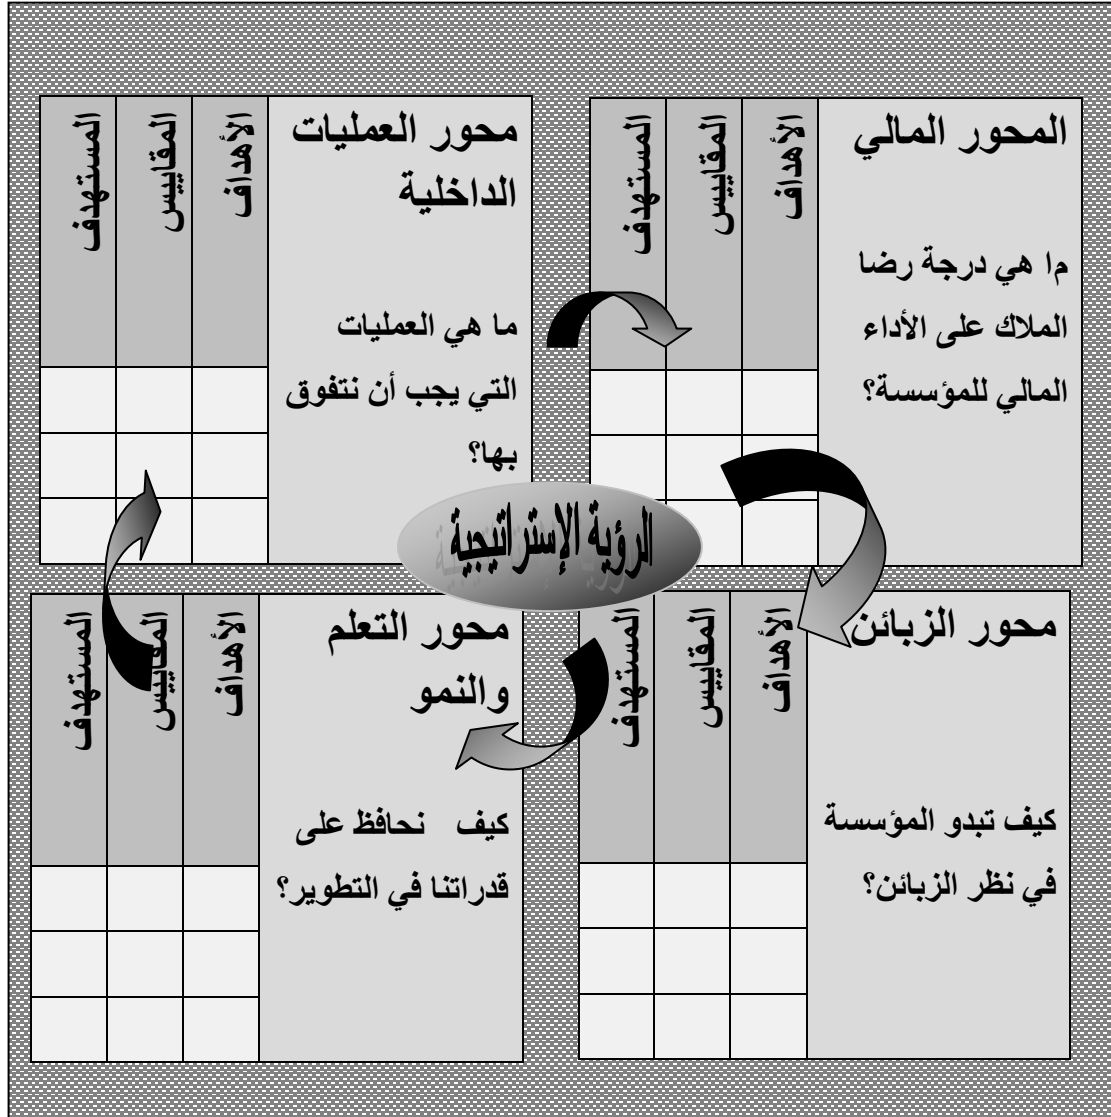 المحور المالي
ما هي درجة رضا
الملاك على الأداء
المالي للمؤسسة؟
الأهداف
المقاييس
المستهدف
محور العمليات
الداخلية
ما هي العمليات
التي يجب أن نتفوق
بها؟
الأهداف
المقاييس
المستهدف
الرؤية الإستراتيجية
محور الزبائن
كيف تبدو المؤسسة
في نظر الزبائن؟
الأهداف
المقاييس
المستهدف
محور التعلم
والنمو
كيف نحافظ على
قدراتنا في التطوير؟
الأهداف
المقاييس
المستهدف